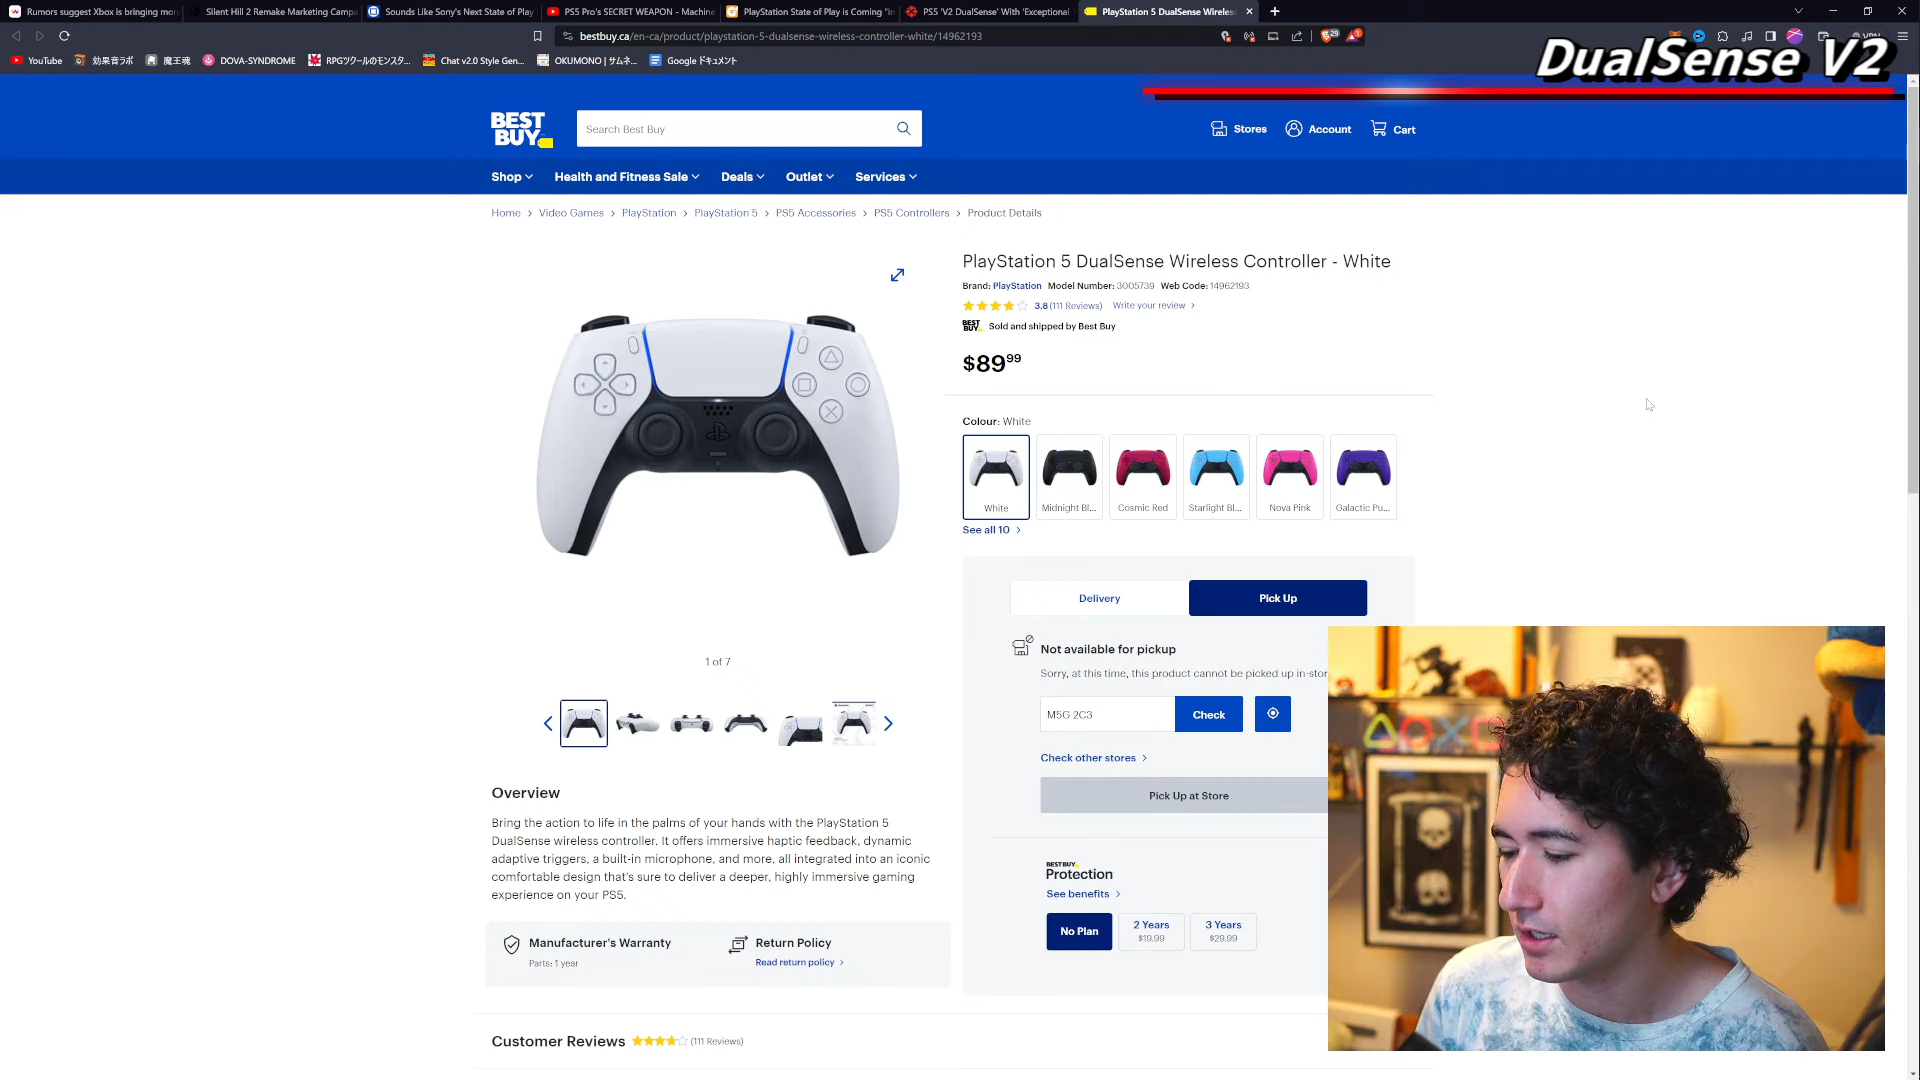 Rumors suggest Xbox is bringing mor
Silent Hill 2 Remake Marketing Campa
Sounds Like Sony's Next State of Play
PS5 Pro's SECRET WEAPON - Machine
PlayStation State of Play is Coming "in
PS5 'V2 DualSense' With 'Exceptional
PlayStation 5 DualSense Wireles
bestbuy.ca/en-ca/product/playstation-5-dualsense-wireless-controller-white/14962193
29
VPN
YouTube
効果音ラボ
魔王魂
DOVA-SYNDROME
RPGツクールのモンスタ...
Chat v2.0 Style Gen...
OKUMONO | サムネ...
Google ドキュメント
DualSense V2
BEST BUY
Search Best Buy
Stores
Account
Cart
Shop
Health and Fitness Sale
Deals
Outlet
Services
Home > Video Games > PlayStation > PlayStation 5 > PS5 Accessories > PS5 Controllers > Product Details
PlayStation 5 DualSense Wireless Controller - White
Brand: PlayStation Model Number: 3005739 Web Code: 14962193
3.8 (111 Reviews) Write your review
BEST BUY Sold and shipped by Best Buy
$89.99
Colour: White
White
Midnight Bl...
Cosmic Red
Starlight Bl...
Nova Pink
Galactic Pu...
See all 10
Delivery
Pick Up
Not available for pickup
Sorry, at this time, this product cannot be picked up in-stor
M5G 2C3
Check
Check other stores
Pick Up at Store
BEST BUY
Protection
See benefits
No Plan
2 Years
$19.99
3 Years
$29.99
1 of 7
Overview
Bring the action to life in the palms of your hands with the PlayStation 5
DualSense wireless controller. It offers immersive haptic feedback, dynamic
adaptive triggers, a built-in microphone, and more, all integrated into an iconic
comfortable design that's sure to deliver a deeper, highly immersive gaming
experience on your PS5.
Manufacturer's Warranty
Parts: 1 year
Return Policy
Read return policy
Customer Reviews (111 Reviews)